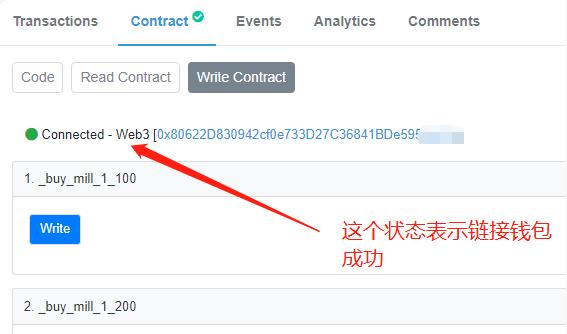 Transactions Contract Events Analytics Comments
Code Read Contract Write Contract
Connected - Web3 [0x80622D830942cf0e733D27C36841BDe595
1. _buy_mill_1_100
Write
这个状态表示链接钱包
成功
2. _buy_mill_1_200